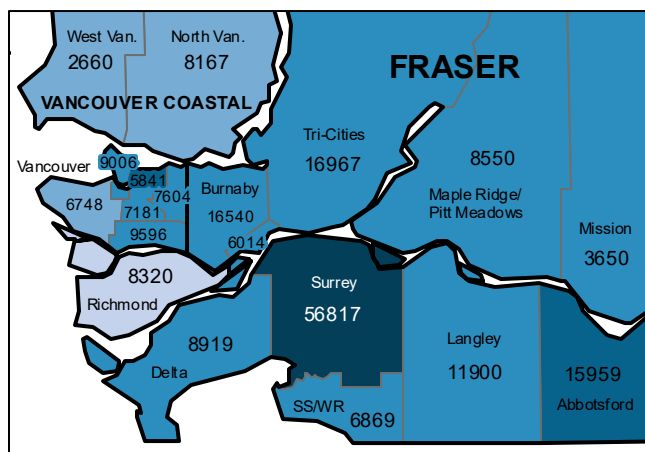 West Van.
2660
North Van.
8167
FRASER
VANCOUVER COASTAL
Tri-Cities
16967
8550
Maple Ridge/
Pitt Meadows
Vancouver
9006
5841
7604
6748
7181
9596
Burnaby
16540
6014
Mission
3650
8320
Richmond
Surrey
56817
8919
Delta
Langley
11900
15959
Abbotsford
SS/WR
6869